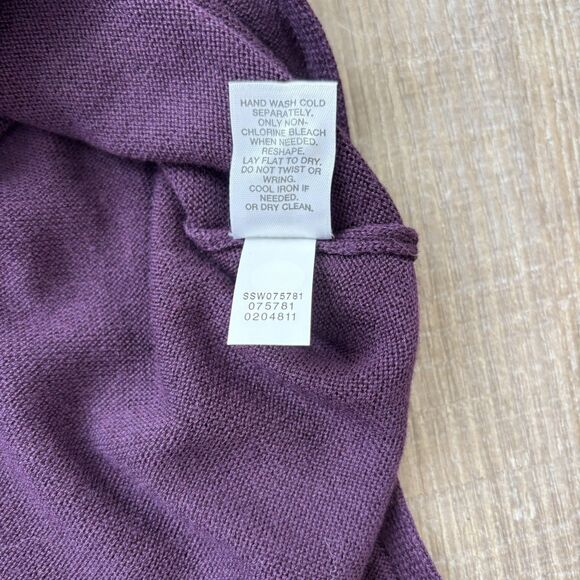 HAND WASH COLD
SEPARATELY,
ONLY NON-
CHLORINE BLEACH
WHEN NEEDED.
RESHAPE.
LAY FLAT TO DRY.
DO NOT TWIST OR
WRING.
COOL IRON IF
NEEDED.
OR DRY CLEAN.
SSW075781
075781
0204811